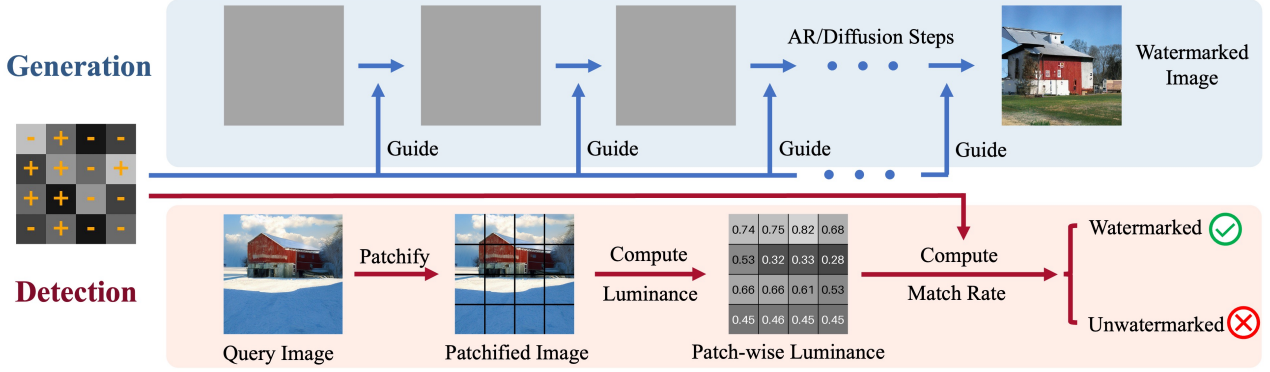 Generation
AR/Diffusion Steps
Watermarked
Image
Guide Guide Guide Guide
- + - -
+ + - +
+ + - -
- + - -
Detection
Patchify
Compute
Luminance
0.74 0.75 0.82 0.68
0.53 0.32 0.33 0.28
0.66 0.66 0.61 0.53
0.45 0.46 0.45 0.45
Compute
Match Rate
Watermarked
Unwatermarked
Query Image
Patchified Image
Patch-wise Luminance